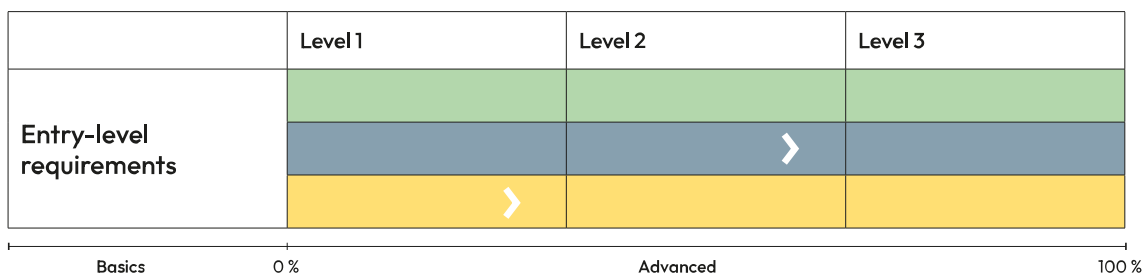 Level 1
Level 2
Level 3
Entry-level
requirements
Basics
0 %
Advanced
100 %